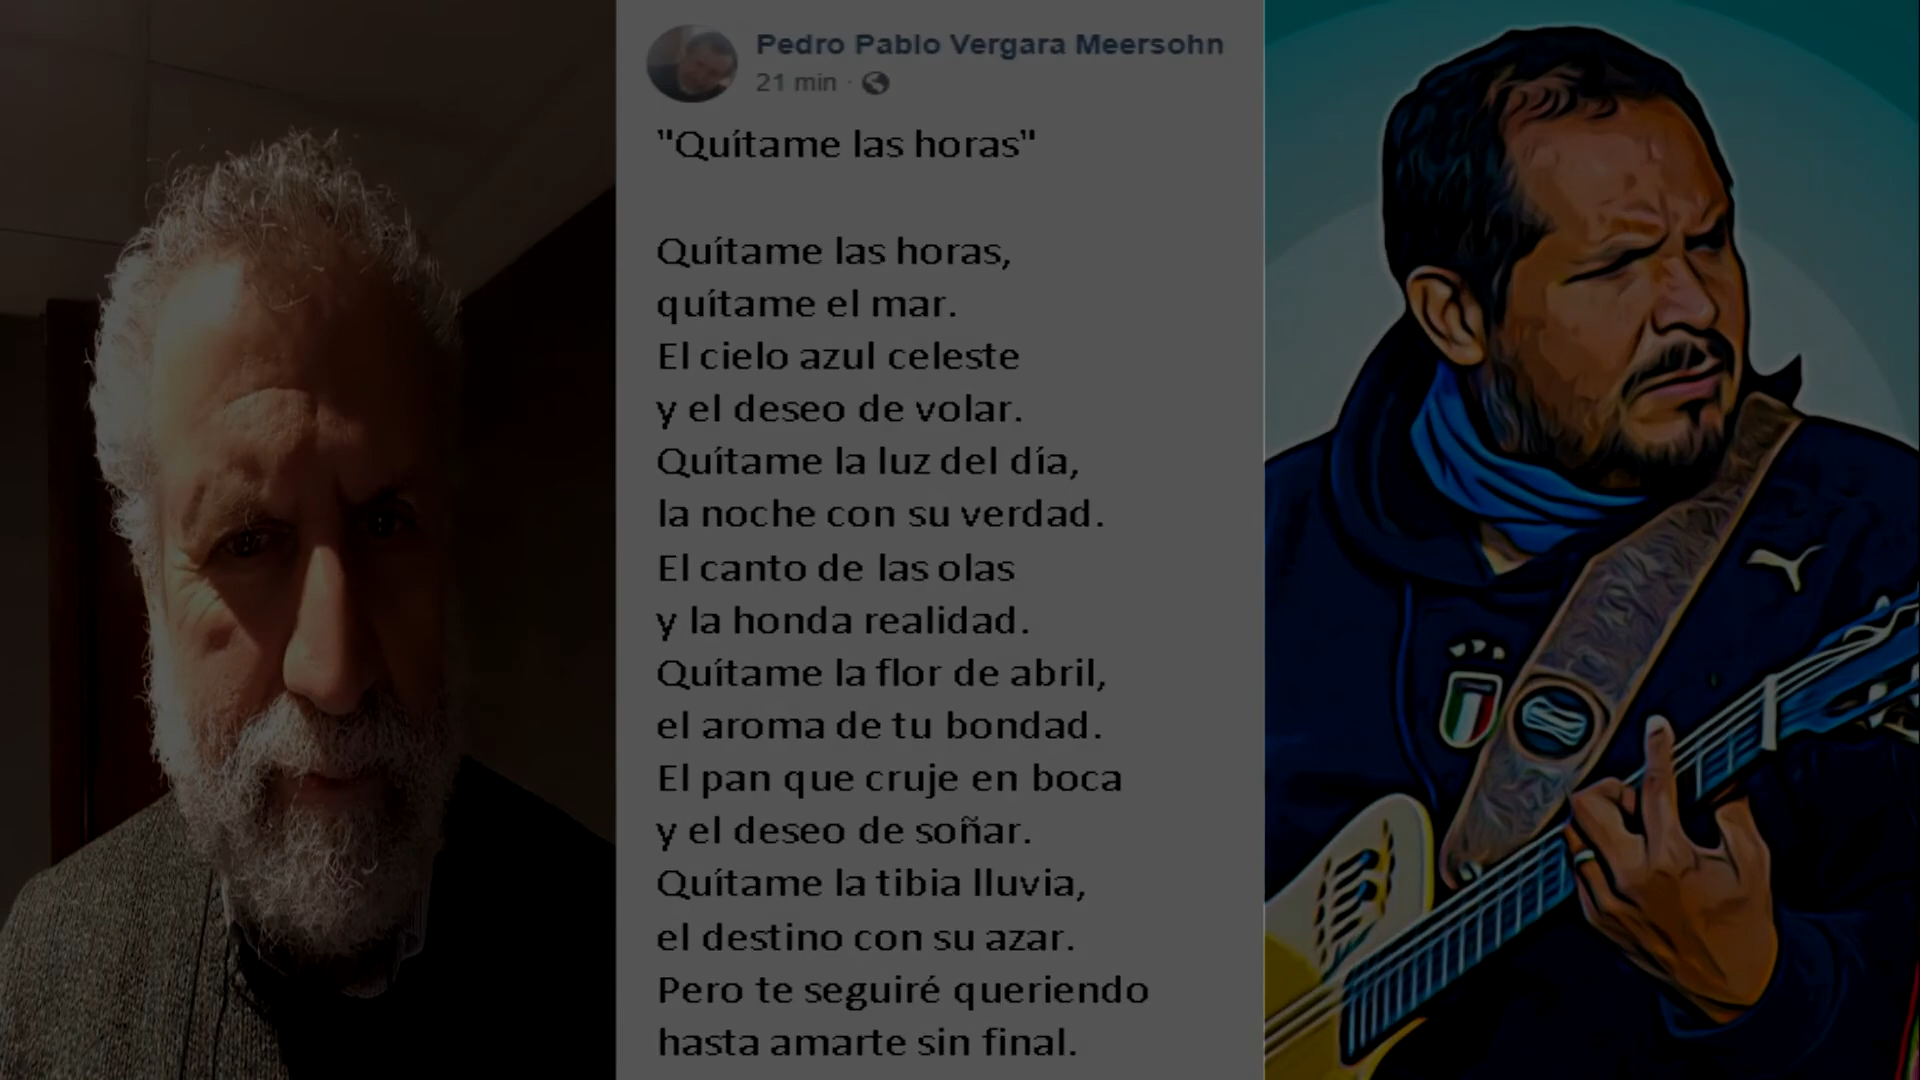 Pedro Pablo Vergara Meersohn
21 min ·
"Quítame las horas"
Quítame las horas,
quítame el mar.
El cielo azul celeste
y el deseo de volar.
Quítame la luz del día,
la noche con su verdad.
El canto de las olas
y la honda realidad.
Quítame la flor de abril,
el aroma de tu bondad.
El pan que cruje en boca
y el deseo de soñar.
Quítame la tibia lluvia,
el destino con su azar.
Pero te seguiré queriendo
hasta amarte sin final.